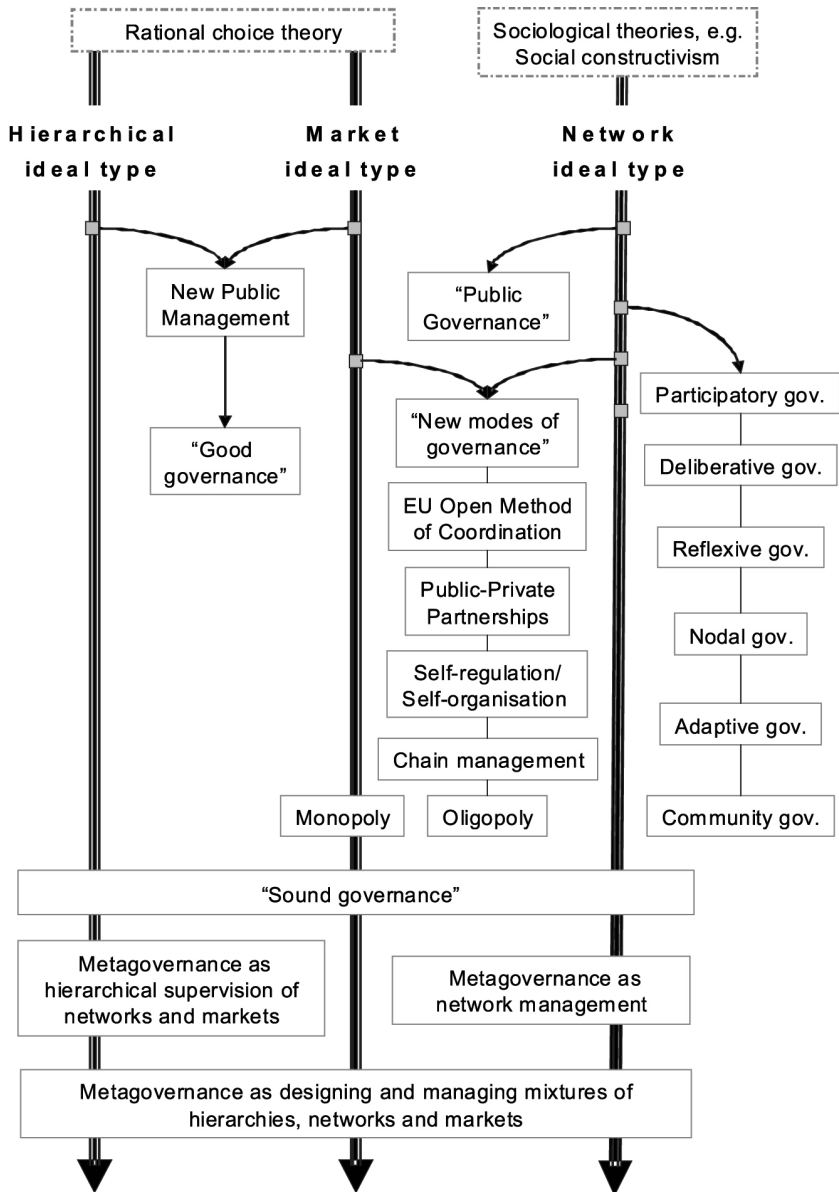 Rational choice theory
Sociological theories, e.g.
Social constructivism
Hierarchical
ideal type
Market
ideal type
Network
ideal type
New Public
Management
“Public
Governance”
Participatory gov.
“Good
governance”
“New modes of
governance”
Deliberative gov.
EU Open Method
of Coordination
Reflexive gov.
Public-Private
Partnerships
Nodal gov.
Self-regulation/
Self-organisation
Adaptive gov.
Chain management
Monopoly
Oligopoly
Community gov.
“Sound governance”
Metagovernance as
hierarchical supervision of
networks and markets
Metagovernance as
network management
Metagovernance as designing and managing mixtures of
hierarchies, networks and markets